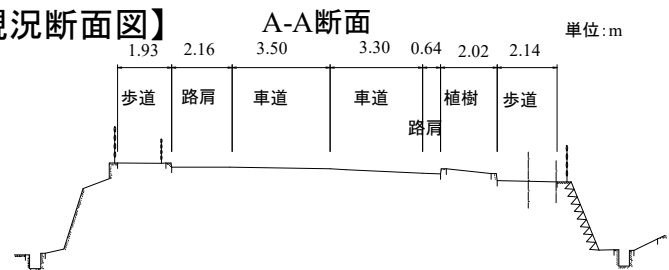 現況断面図】
A-A断面
単位:m
1.93 2.16 3.50 3.30 0.64 2.02 2.14
歩道 路肩 車道 車道 植樹 歩道
路肩